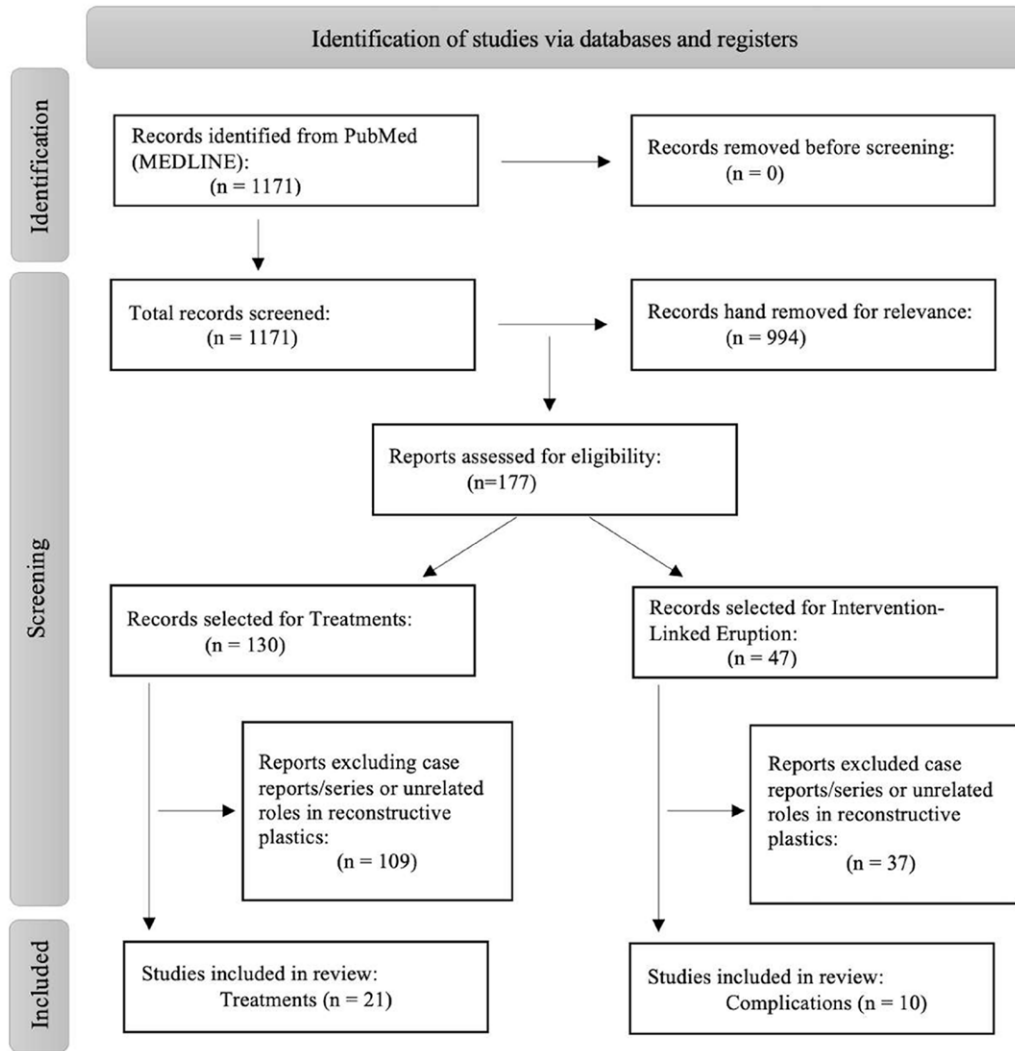 Identification of studies via databases and registers
Identification
Records identified from PubMed
(MEDLINE):
(n = 1171)
Records removed before screening:
(n = 0)
Screening
Total records screened:
(n = 1171)
Records hand removed for relevance:
(n = 994)
Reports assessed for eligibility:
(n=177)
Records selected for Treatments:
(n = 130)
Records selected for Intervention-
Linked Eruption:
(n = 47)
Reports excluding case
reports/series or unrelated
roles in reconstructive
plastics:
(n = 109)
Reports excluded case
reports/series or unrelated
roles in reconstructive
plastics:
(n = 37)
Included
Studies included in review:
Treatments (n = 21)
Studies included in review:
Complications (n = 10)